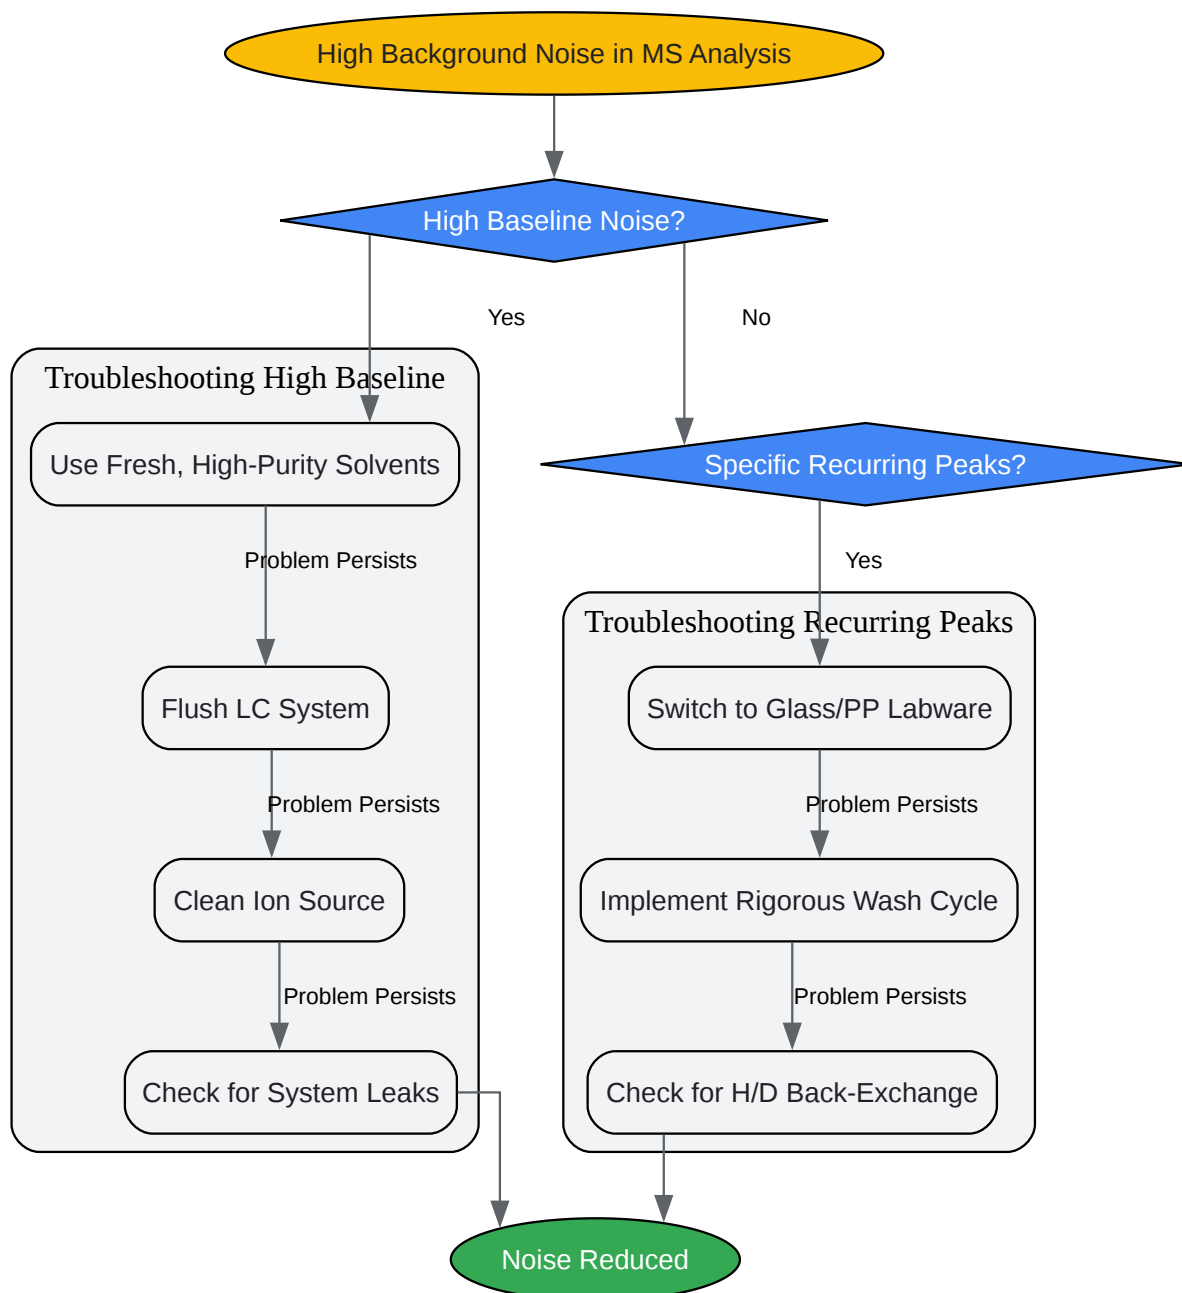 High Background Noise in MS Analysis
High Baseline Noise?
Yes
No
Troubleshooting High Baseline
Use Fresh, High-Purity Solvents
Problem Persists
Flush LC System
Problem Persists
Clean Ion Source
Problem Persists
Check for System Leaks
Specific Recurring Peaks?
Yes
Troubleshooting Recurring Peaks
Switch to Glass/PP Labware
Problem Persists
Implement Rigorous Wash Cycle
Problem Persists
Check for H/D Back-Exchange
Noise Reduced